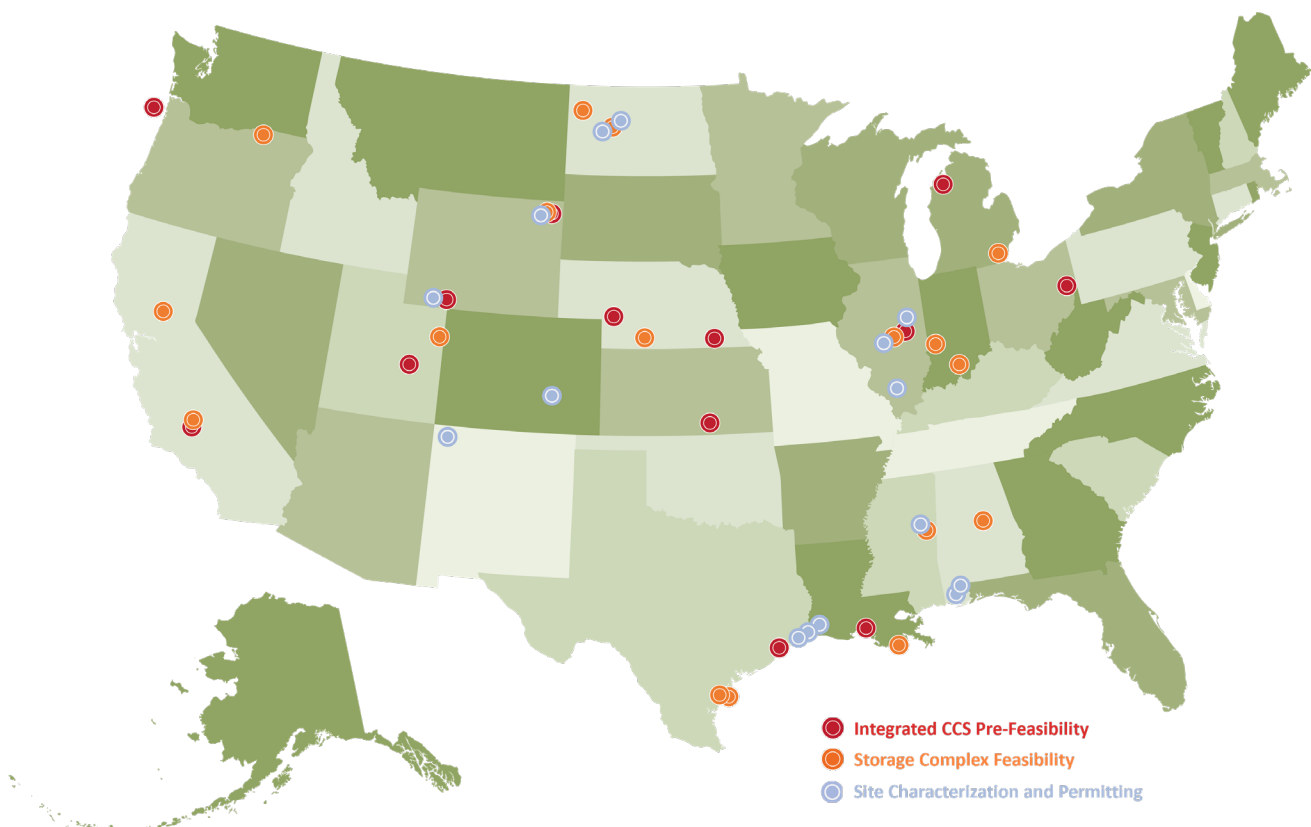 Integrated CCS Pre-Feasibility
Storage Complex Feasibility
Site Characterization and Permitting